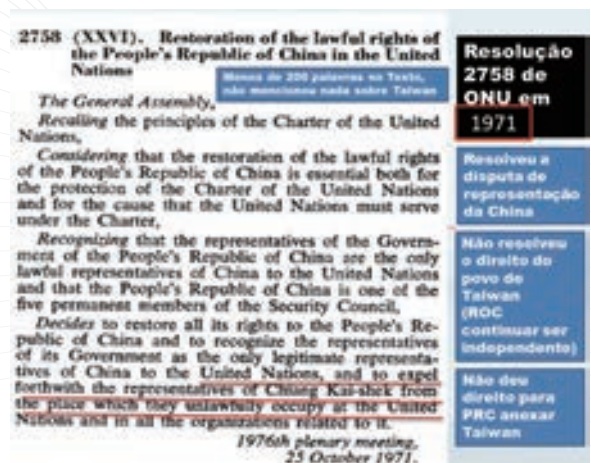 2758 (XXVI). Restoration of the lawful rights of
the People's Republic of China in the United
Nations
Menos de 200 palavras no Texto,
não mencionou nada sobre Taiwan
The General Assembly,
Recalling the principles of the Charter of the United
Nations,
Considering that the restoration of the lawful rights
of the People's Republic of China is essential both for
the protection of the Charter of the United Nations
and for the cause that the United Nations must serve
under the Charter,
Recognizing that the representatives of the Govern-
ment of the People's Republic of China are the only
lawful representatives of China to the United Nations
and that the People's Republic of China is one of the
five permanent members of the Security Council,
Decides to restore all its rights to the People's Re-
public of China and to recognize the representatives
of its Government as the only legitimate representa-
tives of China to the United Nations, and to expel
forthwith the representatives of Chiang Kai-shek from
the place which they unlawfully occupy at the United
Nations and in all the organizations related to it.
1976th plenary meeting,
25 October 1971.
Resolução
2758 de
ONU em
1971
Resolveu a
disputa de
representação
da China
Não resolveu
o direito do
povo de
Taiwan
(ROC
continuar ser
independente)
Não deu
direito para
PRC anexar
Taiwan